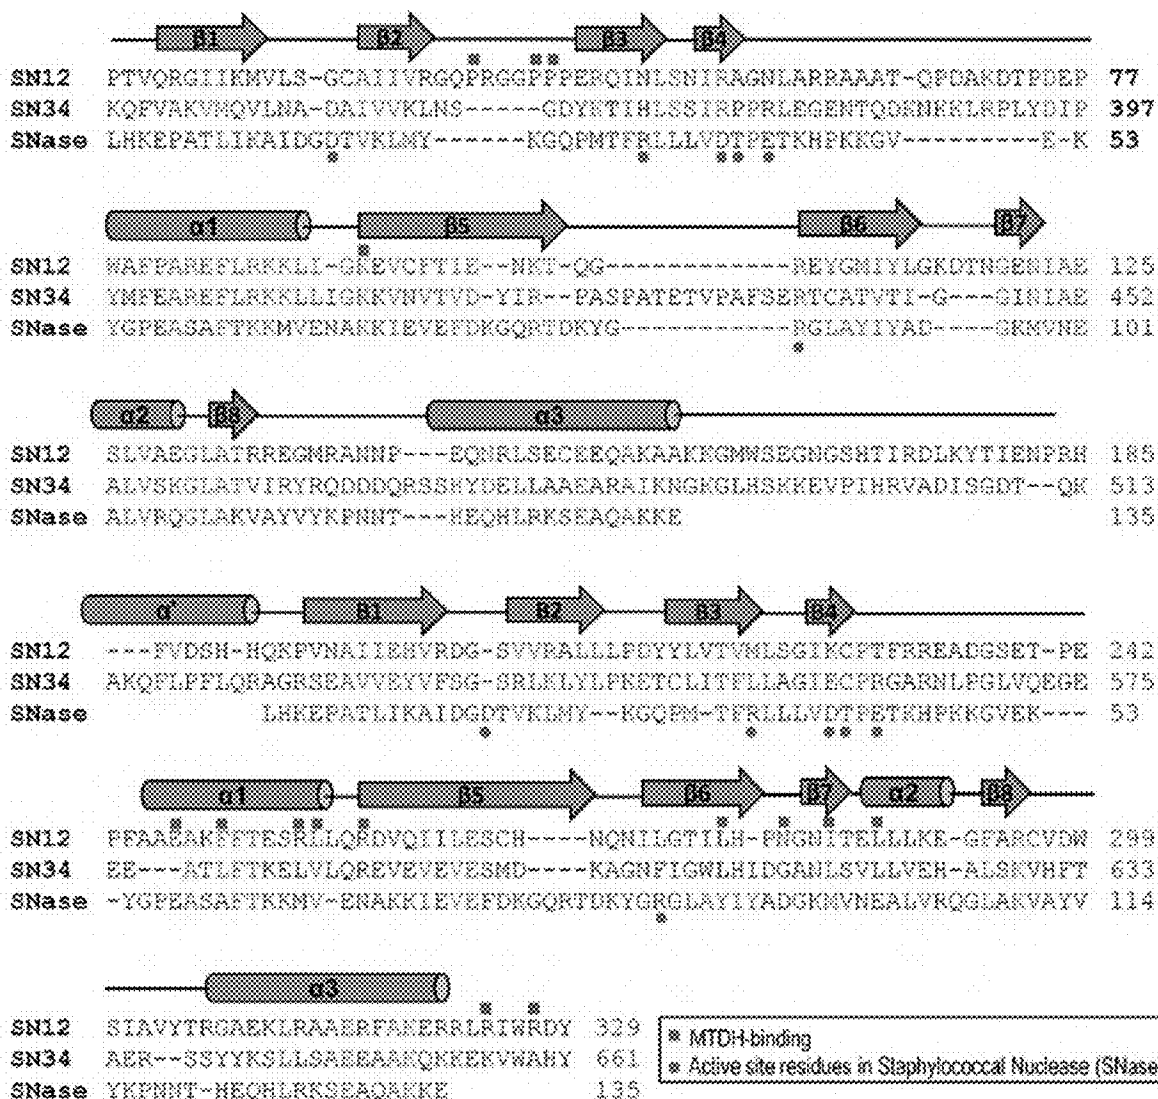 β1 β2 β3 β4
SN12 PTVQRGIIKMVLS-GCAIIVRGQPRGGPPPERQINLSNIRAGNLARRAAAT-QPDAKDTPDEP 77
SN34 KQFVAKVMQVLNA-DAIVVKLNS-----GDYKTIHLSSIRPPRLEGENTQDKNKKLRPLYDIP 397
SNase LHKEPATLIKAIDGDTVKLMY------KGQPMTFRLLLVDTPETKHPKKGV---------E-K 53
α1 β5 β6 β7
SN12 WAFPAREFLRKKLI-GKEVCFTIE--NKT-QG-----------REYGMIYLGKDTNGENIAE 125
SN34 YMFEAREFLRKKLIGKKVNVTVD-YIR--PASPATETVPAFSERTCATVTI-G---GINIAE 452
SNase YGPEASAFTKKMVENAKKIEVEFDKGQRTDKYG-----------RGLAYIYAD----GKMVNE 101
α2 β8 α3
SN12 SLVAEGLATRREGMRANNP---EQNRLSECEEQAKAAKKGMWSEGNGSHTIRDLKYTIENPRH 185
SN34 ALVSKGLATVIRYRQDDDQRSSHYDELLAAEARAIKNGKGLHSKKEVPIHRVADISGDT--QK 513
SNase ALVRQGLAKVAYVYKPNNT---HEQHLRKSEAQAKKE 135
α' β1 β2 β3 β4
SN12 ---FVDSH-HQKPVNAIIEHVRDG-SVVRALLLPDYYLVTVMLSGIKCPTFRREADGSET-PE 242
SN34 AKQFLPFLQRAGRSEAVVEYVFSG-SRLKLYLPKETCLITFLLAGIECPRGARNLPGLVQEGE 575
SNase LHKEPATLIKAIDGDTVKLMY--KGQPM-TFRLLLVDTPETKHPKKGVEK--- 53
α1 β5 β6 β7 α2 β8
SN12 PFAAEAKFFTESRLLQRDVQIILESCH----NQNILGTILH-PNGNITELLLKE-GFARCVDW 299
SN34 EE---ATLFTKELVLQREVEVEVESMD----KAGNFIGWLHIDGANLSVLLVEH-ALSKVHFT 633
SNase -YGPEASAFTKKMV-ENAKKIEVEFDKGQRTDKYGRGLAYIYADGKMVNEALVRQGLAKVAYV 114
α3
SN12 SIAVYTRGAEKLRAAERFAKERRLRIWRDY 329
SN34 AER--SSYYKSLLSAEEAAKQKKEKVWAHY 661
SNase YKPNNT-HEQHLRKSEAQAKKE 135
MTDH-binding
Active site residues in Staphylococcal Nuclease (SNase